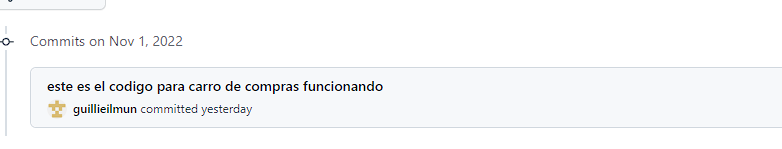 Commits on Nov 1, 2022
este es el codigo para carro de compras funcionando
guillieilmun committed yesterday